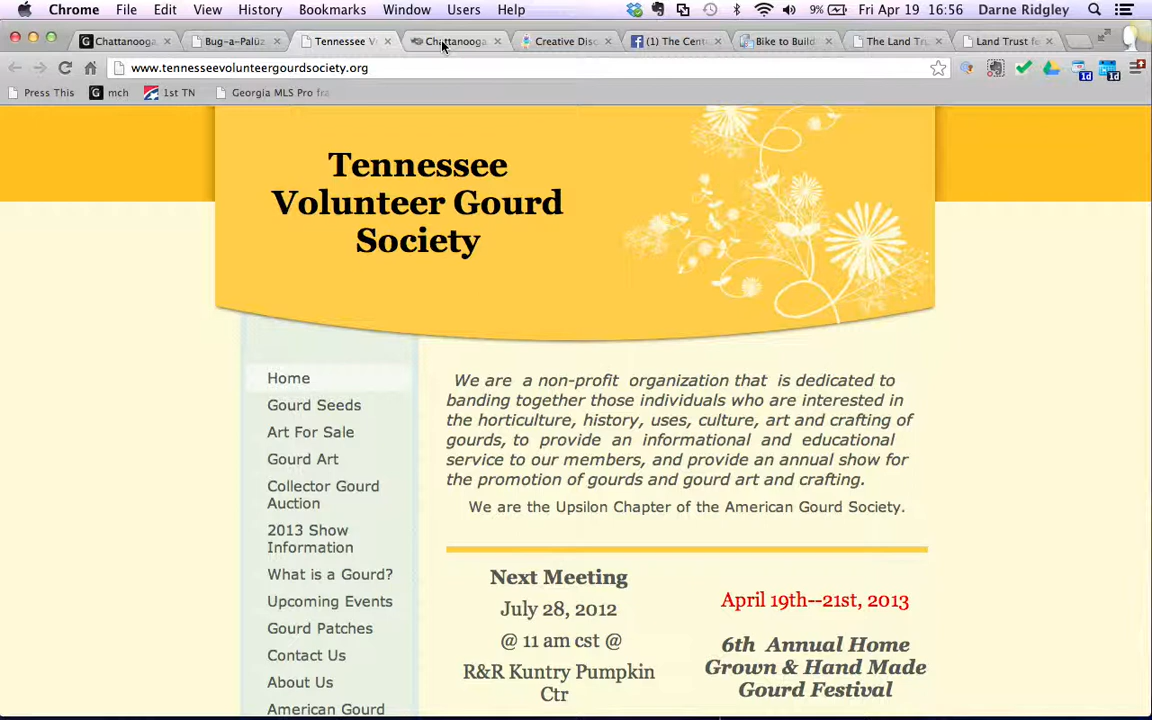 Chrome File Edit View History Bookmarks Window Users Help 9% Fri Apr 19 16:56 Darne Ridgley
Chattanooga Bug-a-Paluz Tennessee V Chattanooga Creative Disc (1) The Cent Bike to Build The Land Tru Land Trust fo
www.tennesseevolunteergourdsociety.org 1d 1d
Press This G mch 1st TN Georgia MLS Pro fra
Tennessee
Volunteer Gourd
Society
Home
Gourd Seeds
Art For Sale
Gourd Art
Collector Gourd
Auction
2013 Show
Information
What is a Gourd?
Upcoming Events
Gourd Patches
Contact Us
About Us
American Gourd
We are a non-profit organization that is dedicated to
banding together those individuals who are interested in
the horticulture, history, uses, culture, art and crafting of
gourds, to provide an informational and educational
service to our members, and provide an annual show for
the promotion of gourds and gourd art and crafting.
We are the Upsilon Chapter of the American Gourd Society.
Next Meeting
July 28, 2012
@ 11 am cst @
R&R Kuntry Pumpkin
Ctr
April 19th--21st, 2013
6th Annual Home
Grown & Hand Made
Gourd Festival